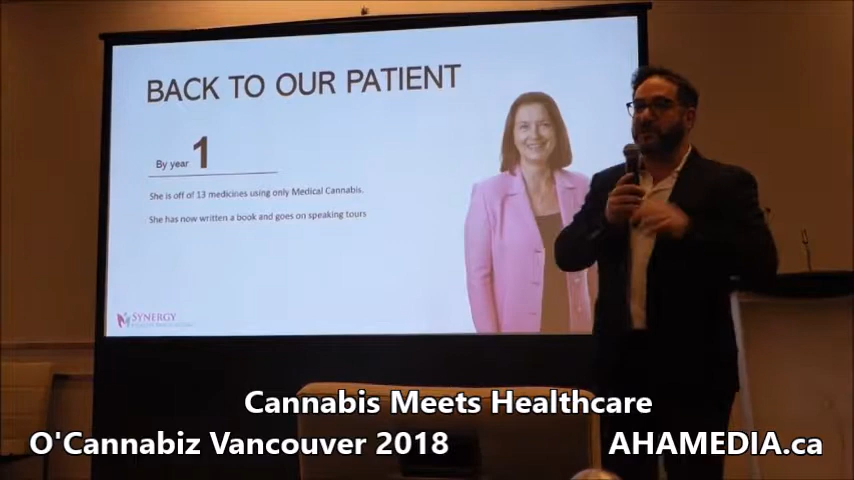 BACK TO OUR PATIENT
By year 1
She is off of 13 medicines using only Medical Cannabis.
She has now written a book and goes on speaking tours
SYNERGY
Cannabis Meets Healthcare
O'Cannabiz Vancouver 2018 AHAMEDIA.ca